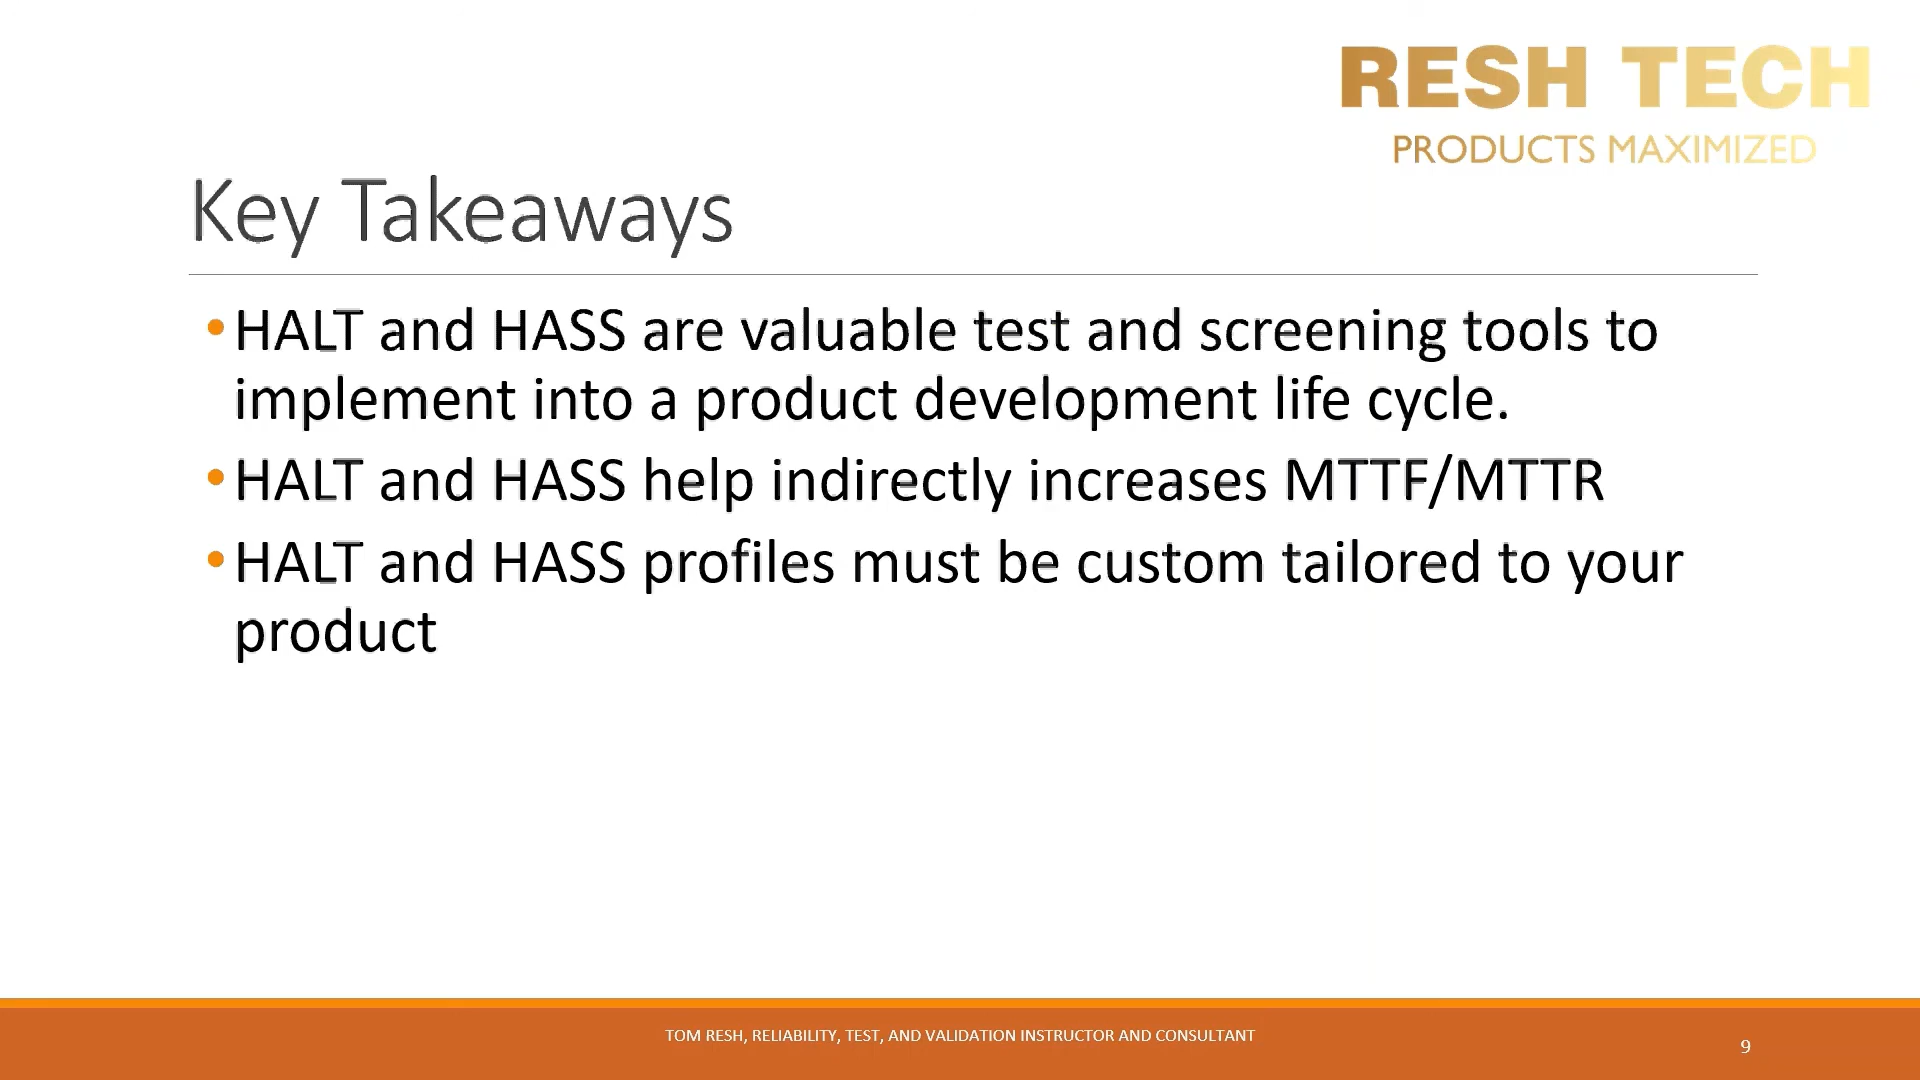 RESH TECH
PRODUCTS MAXIMIZED
Key Takeaways
•HALT and HASS are valuable test and screening tools to
implement into a product development life cycle.
•HALT and HASS help indirectly increases MTTF/MTTR
•HALT and HASS profiles must be custom tailored to your
product
TOM RESH, RELIABILITY, TEST, AND VALIDATION INSTRUCTOR AND CONSULTANT
9